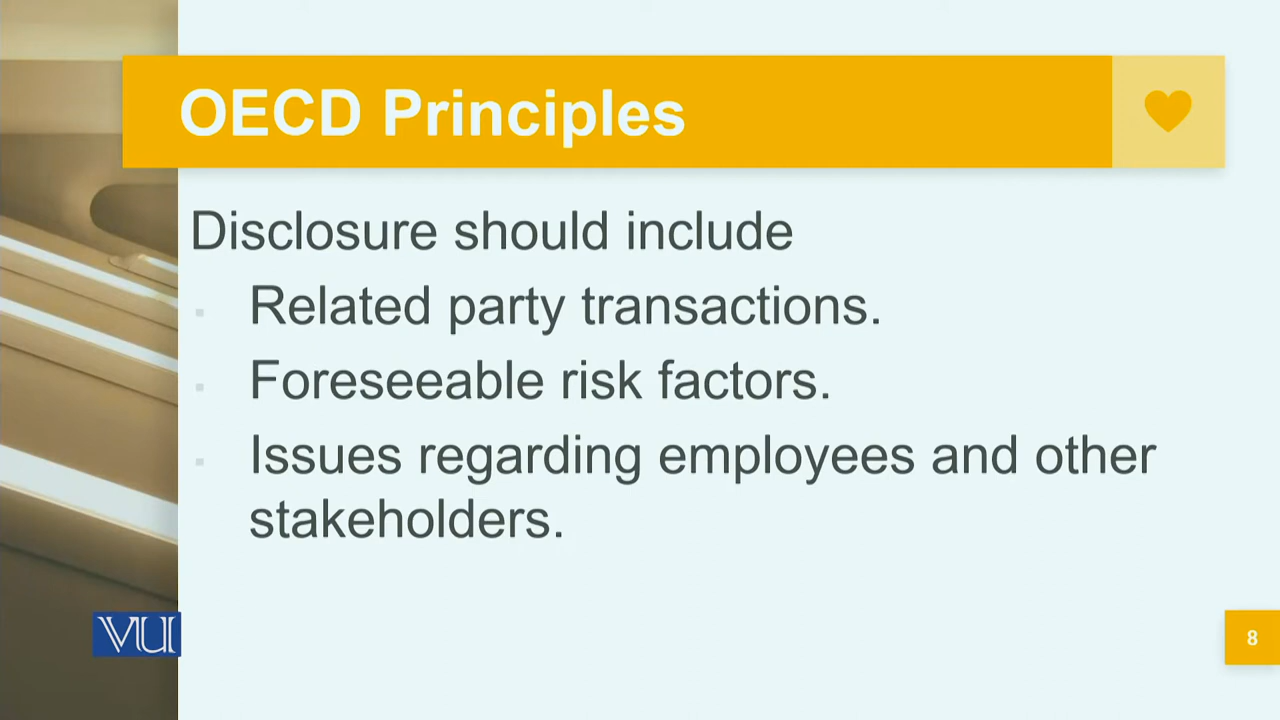 OECD Principles
Disclosure should include
Related party transactions.
Foreseeable risk factors.
Issues regarding employees and other
stakeholders.
VU
8